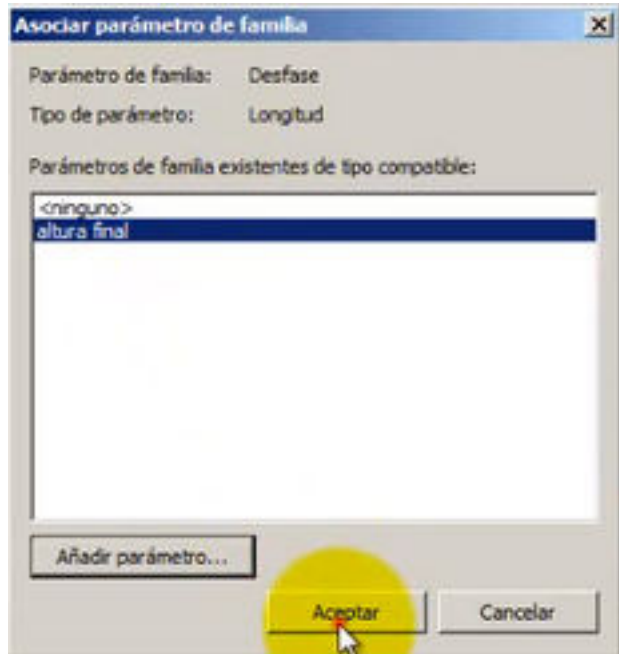 Asociar parámetro de familia
Parámetro de familia: Desfase
Tipo de parámetro: Longitud
Parámetros de familia existentes de tipo compatible:
<ninguno>
altura final
Añadir parámetro...
Aceptar Cancelar